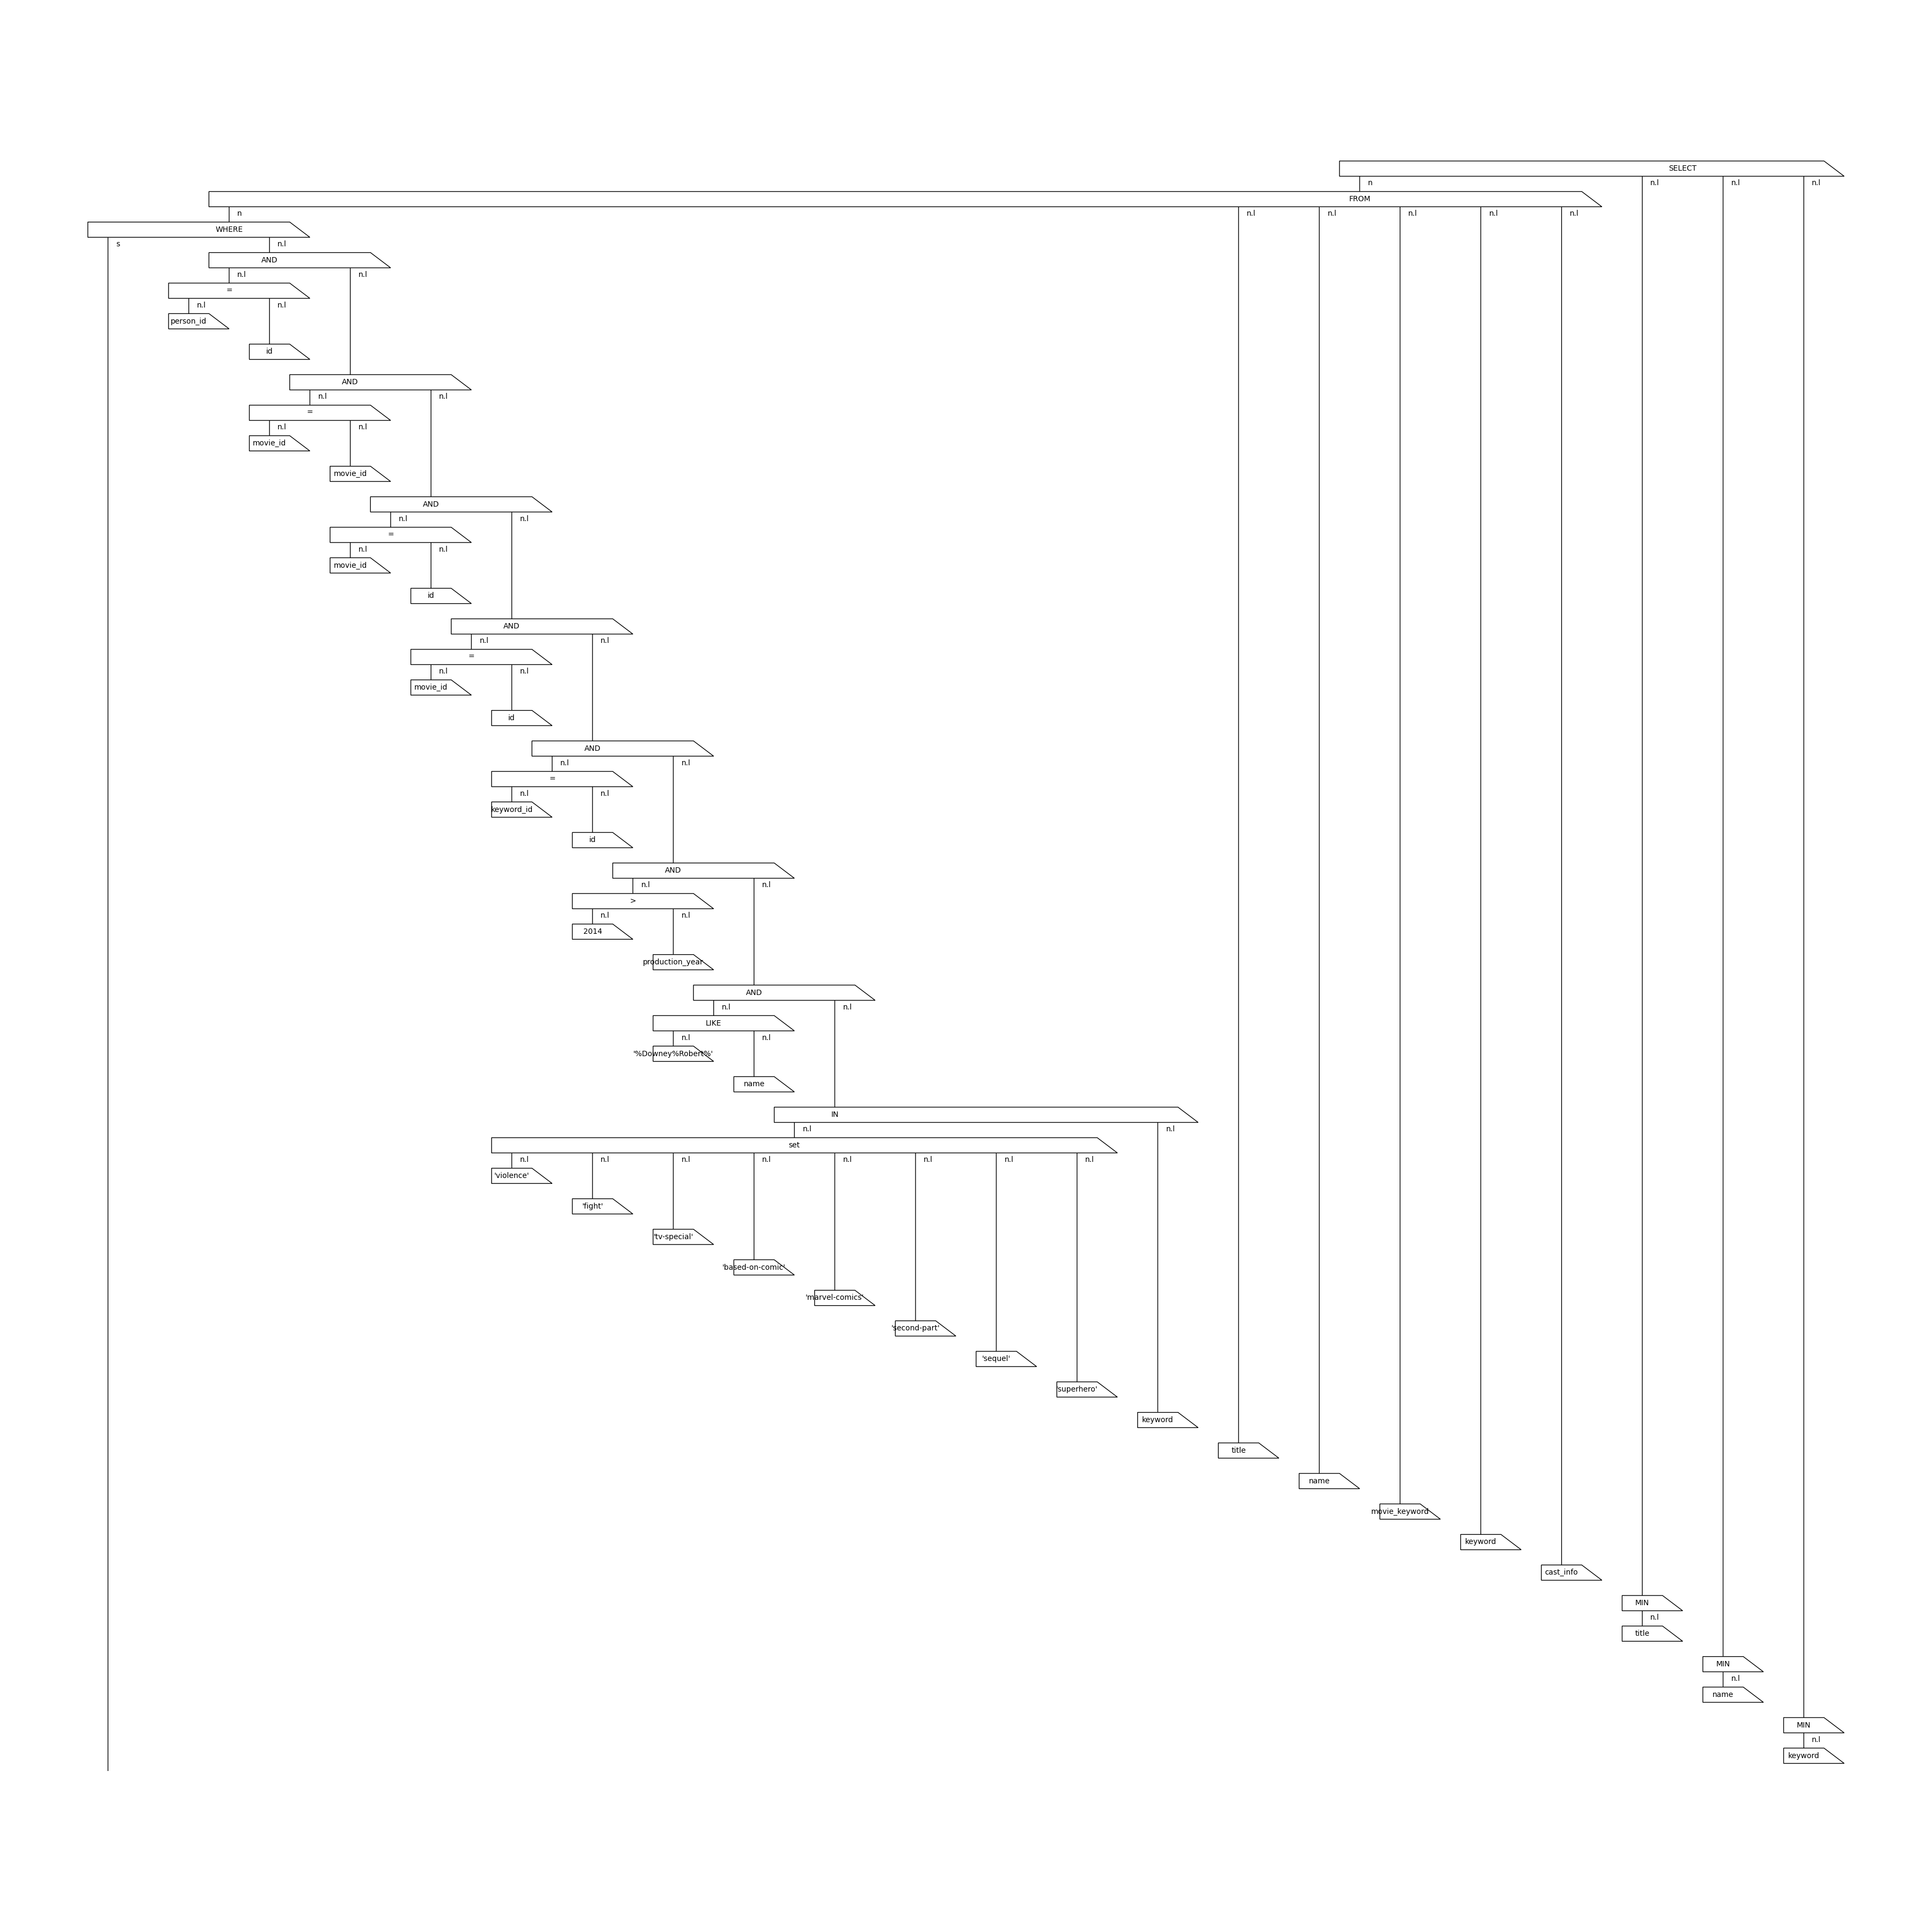 SELECT
n n.l n.l n.l
FROM
n n.l n.l n.l n.l n.l
WHERE
s n.l
AND
n.l n.l
=
n.l n.l
person_id
id
AND
n.l n.l
=
n.l n.l
movie_id
movie_id
AND
n.l n.l
=
n.l n.l
movie_id
id
AND
n.l n.l
=
n.l n.l
movie_id
id
AND
n.l n.l
=
n.l n.l
keyword_id
id
AND
n.l n.l
>
n.l n.l
2014
production_year
AND
n.l n.l
LIKE
n.l n.l
'%Downey%Robert%'
name
IN
n.l n.l
set
n.l n.l n.l n.l n.l n.l n.l n.l
'violence'
'fight'
'tv-special'
'based-on-comic'
'marvel-comics'
'second-part'
'sequel'
'superhero'
keyword
title
name
movie_keyword
keyword
cast_info
MIN
n.l
title
MIN
n.l
name
MIN
n.l
keyword